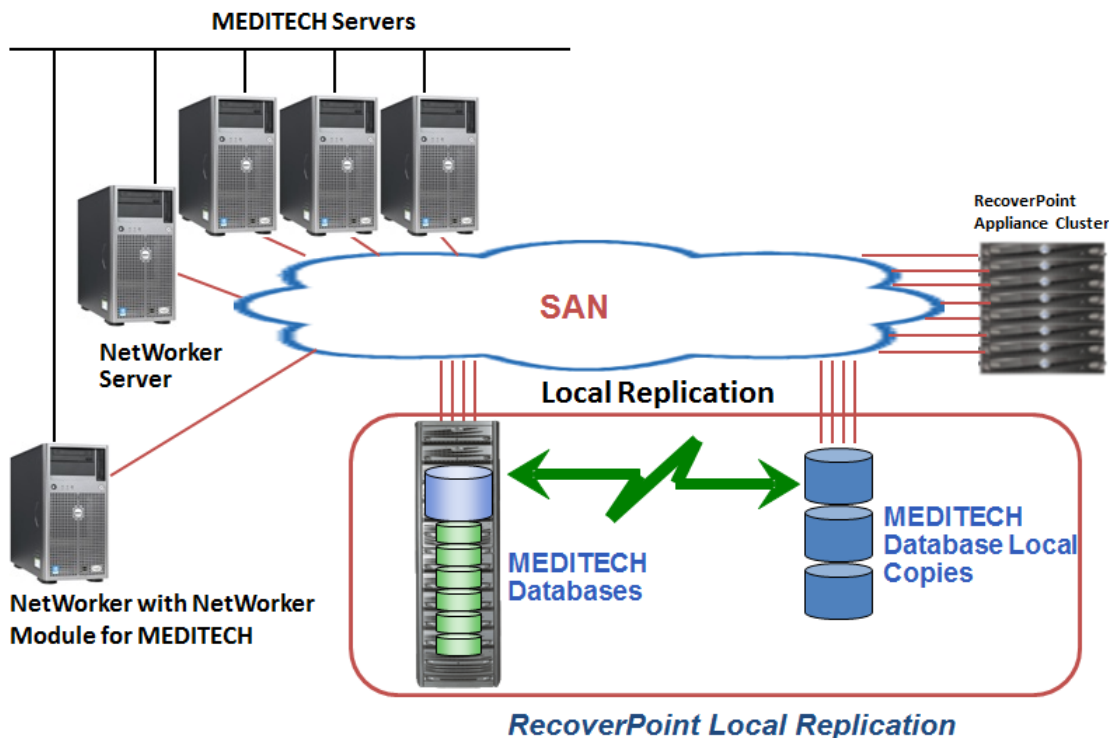 MEDITECH Servers
RecoverPoint
Appliance Cluster
SAN
NetWorker
Server
Local Replication
MEDITECH
Databases
MEDITECH
Database Local
Copies
NetWorker with NetWorker
Module for MEDITECH
RecoverPoint Local Replication